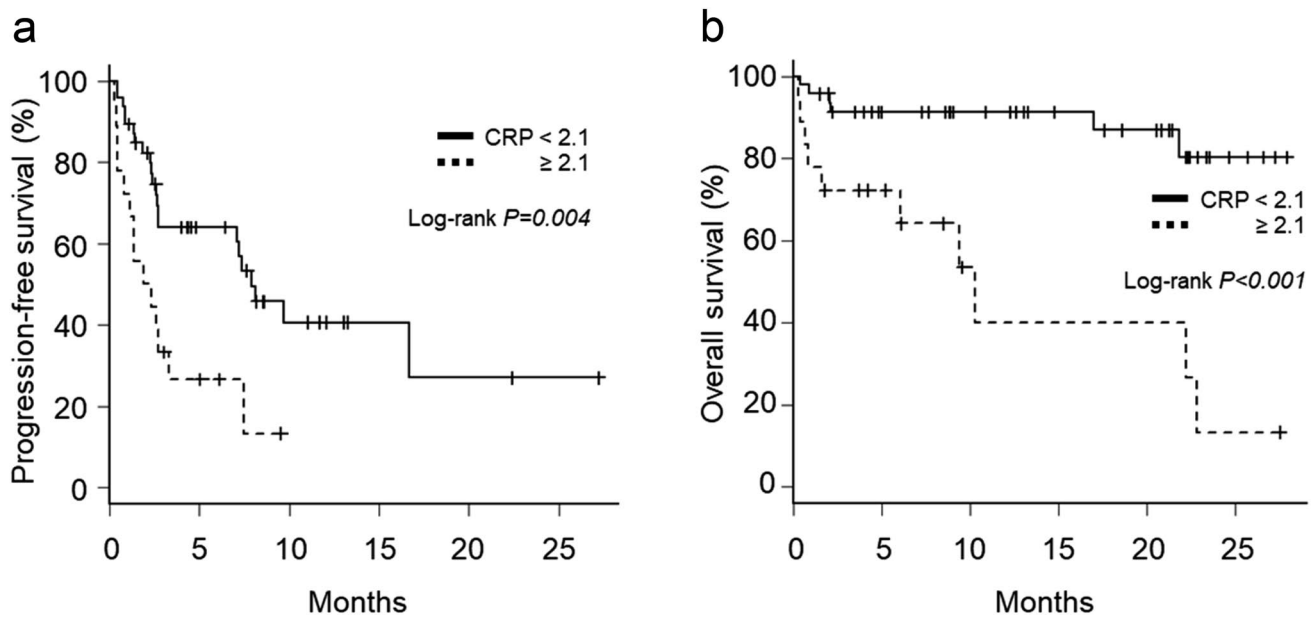 a
Progression-free survival (%)
100
80
60
40
20
0
CRP < 2.1
≥ 2.1
Log-rank P=0.004
0 5 10 15 20 25
Months
b
Overall survival (%)
100
80
60
40
20
0
CRP < 2.1
≥ 2.1
Log-rank P<0.001
0 5 10 15 20 25
Months